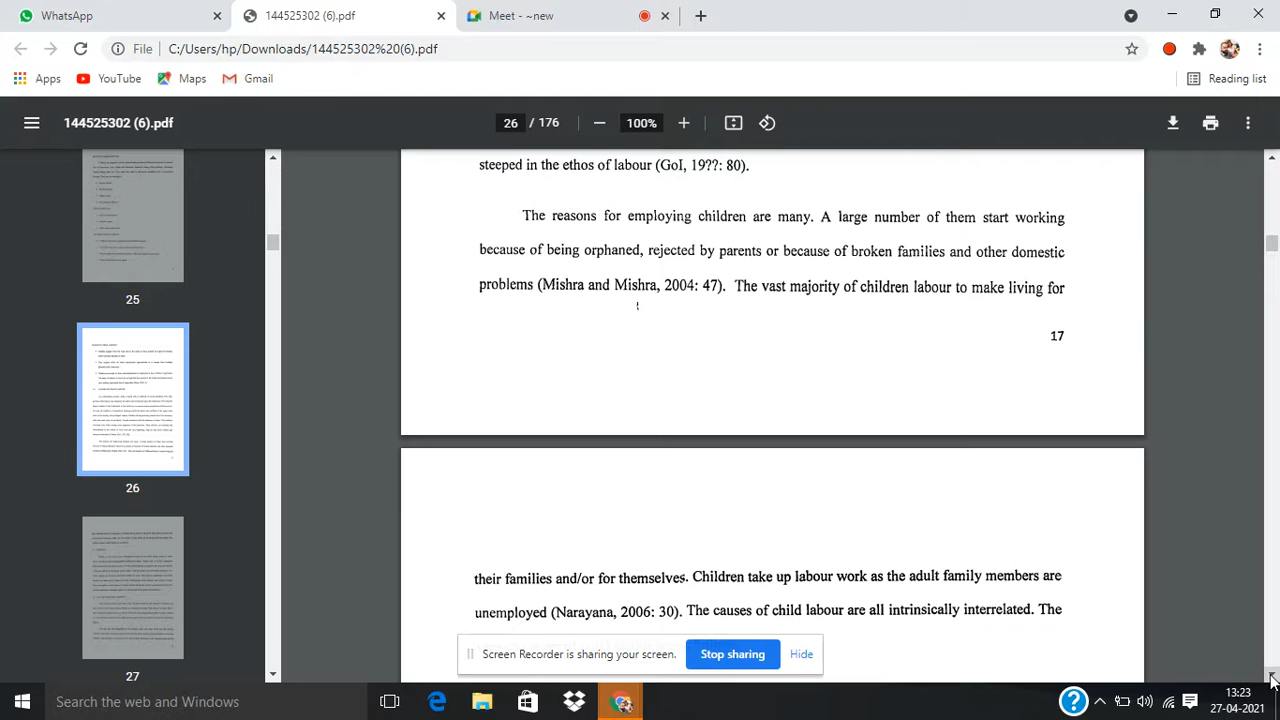 WhatsApp
144525302 (6).pdf
Meet - ~new
File
C:/Users/hp/Downloads/144525302%20(6).pdf
Apps
YouTube
Maps
Gmail
Reading list
144525302 (6).pdf
26 / 176
100%
25
26
27
steeped in the ethos of labour (GoI, 19??: 80).
The reasons for employing children are many. A large number of them start working
because of being orphaned, rejected by parents or because of broken families and other domestic
problems (Mishra and Mishra, 2004: 47). The vast majority of children labour to make living for
17
their families and/or for themselves. Children take up labour work as the adult family members are
unemployed (Narayana, 2006: 30). The causes of child labour are all intrinsically interrelated. The
Screen Recorder is sharing your screen.
Stop sharing
Hide
Search the web and Windows
13:23
27-04-2021